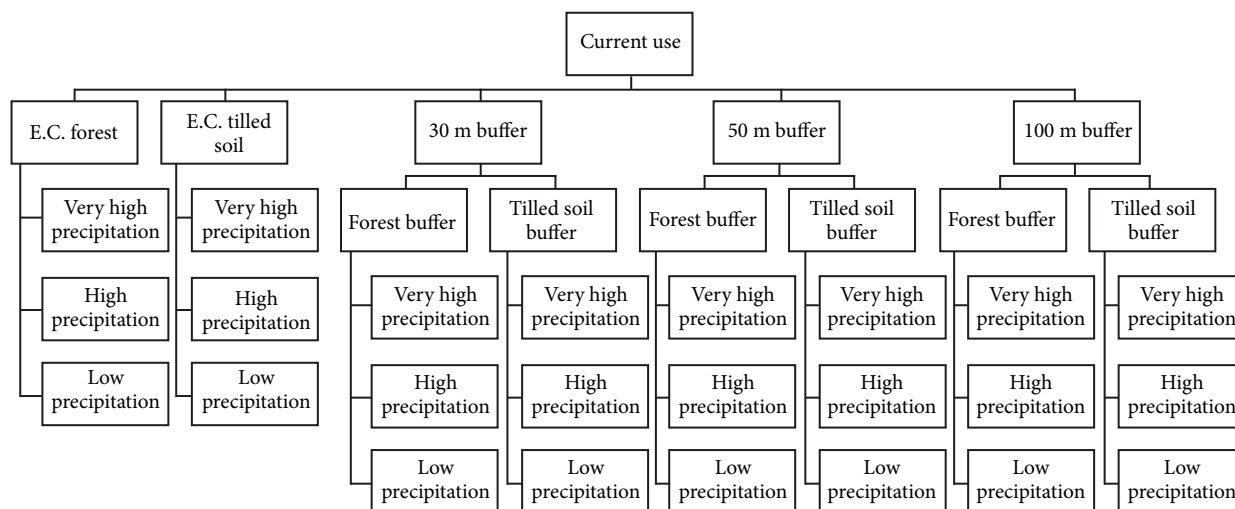 Current use
E.C. forest
E.C. tilled
soil
30 m buffer
50 m buffer
100 m buffer
Very high
precipitation
High
precipitation
Low
precipitation
Very high
precipitation
High
precipitation
Low
precipitation
Forest buffer
Tilled soil
buffer
Forest buffer
Tilled soil
buffer
Forest buffer
Tilled soil
buffer
Very high
precipitation
High
precipitation
Low
precipitation
Very high
precipitation
High
precipitation
Low
precipitation
Very high
precipitation
High
precipitation
Low
precipitation
Very high
precipitation
High
precipitation
Low
precipitation
Very high
precipitation
High
precipitation
Low
precipitation
Very high
precipitation
High
precipitation
Low
precipitation